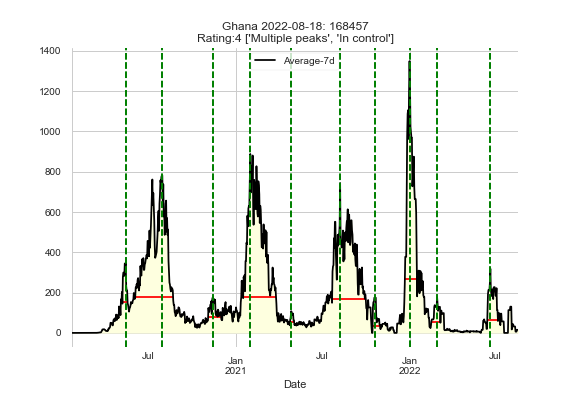 Ghana 2022-08-18: 168457
Rating:4 ['Multiple peaks', 'In control']
Average-7d
1400
1200
1000
800
600
400
200
0
Jul
Jan
2021
Jul
Jan
2022
Jul
Date